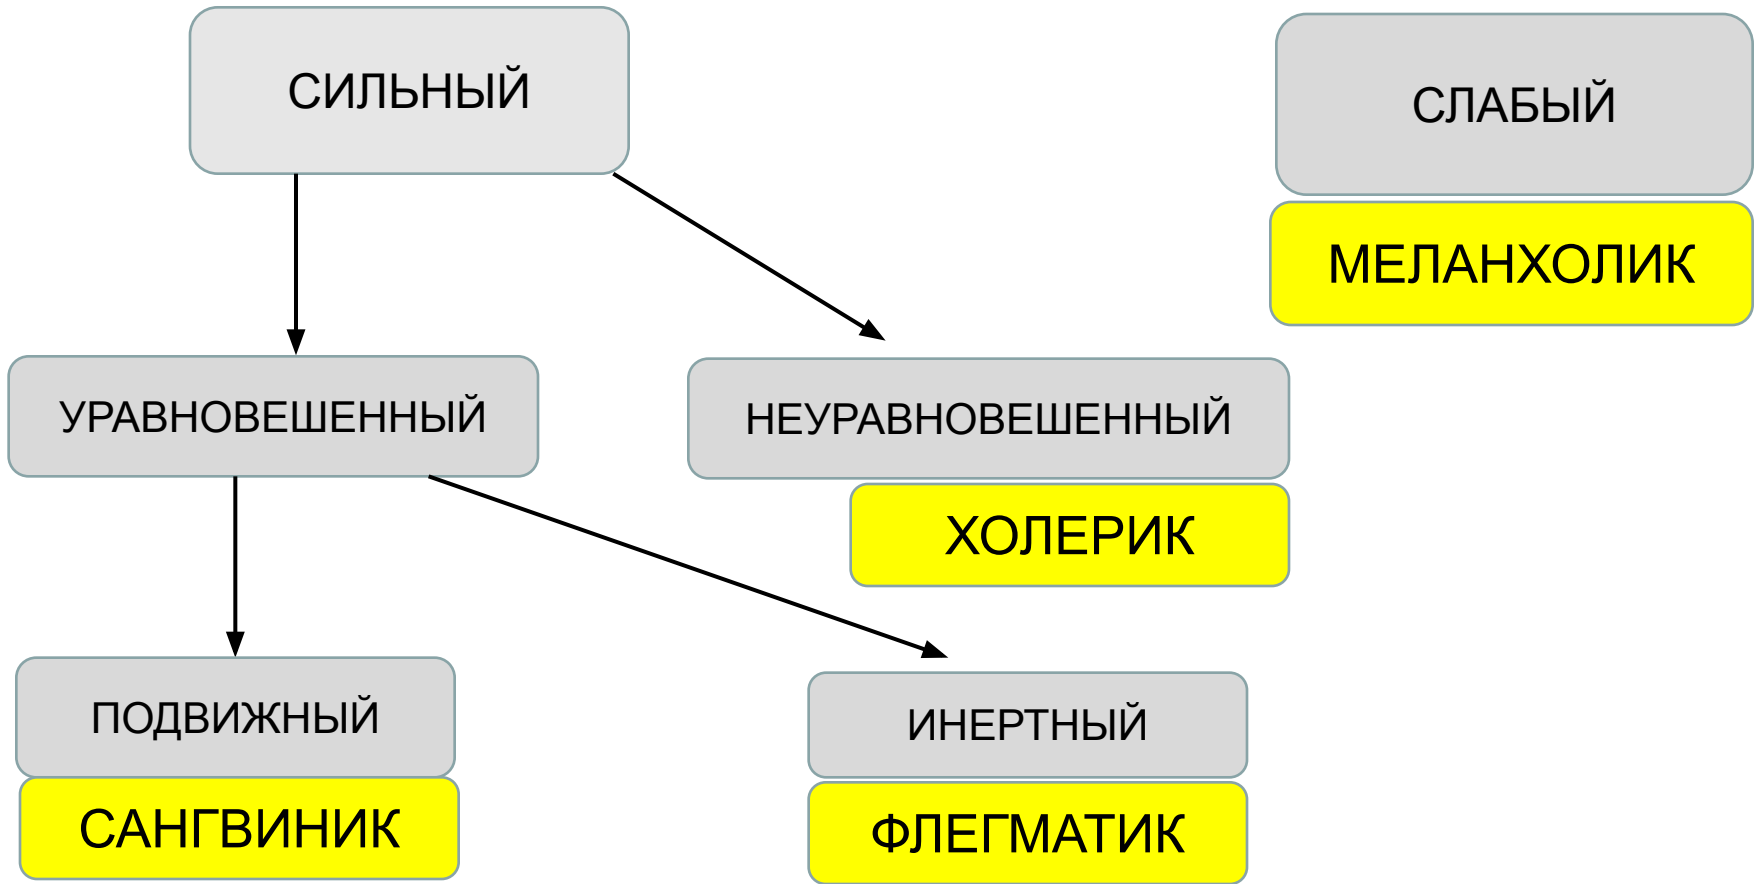 СИЛЬНЫЙ
СЛАБЫЙ
МЕЛАНХОЛИК
УРАВНОВЕШЕННЫЙ
НЕУРАВНОВЕШЕННЫЙ
ХОЛЕРИК
ПОДВИЖНЫЙ
ИНЕРТНЫЙ
САНГВИНИК
ФЛЕГМАТИК